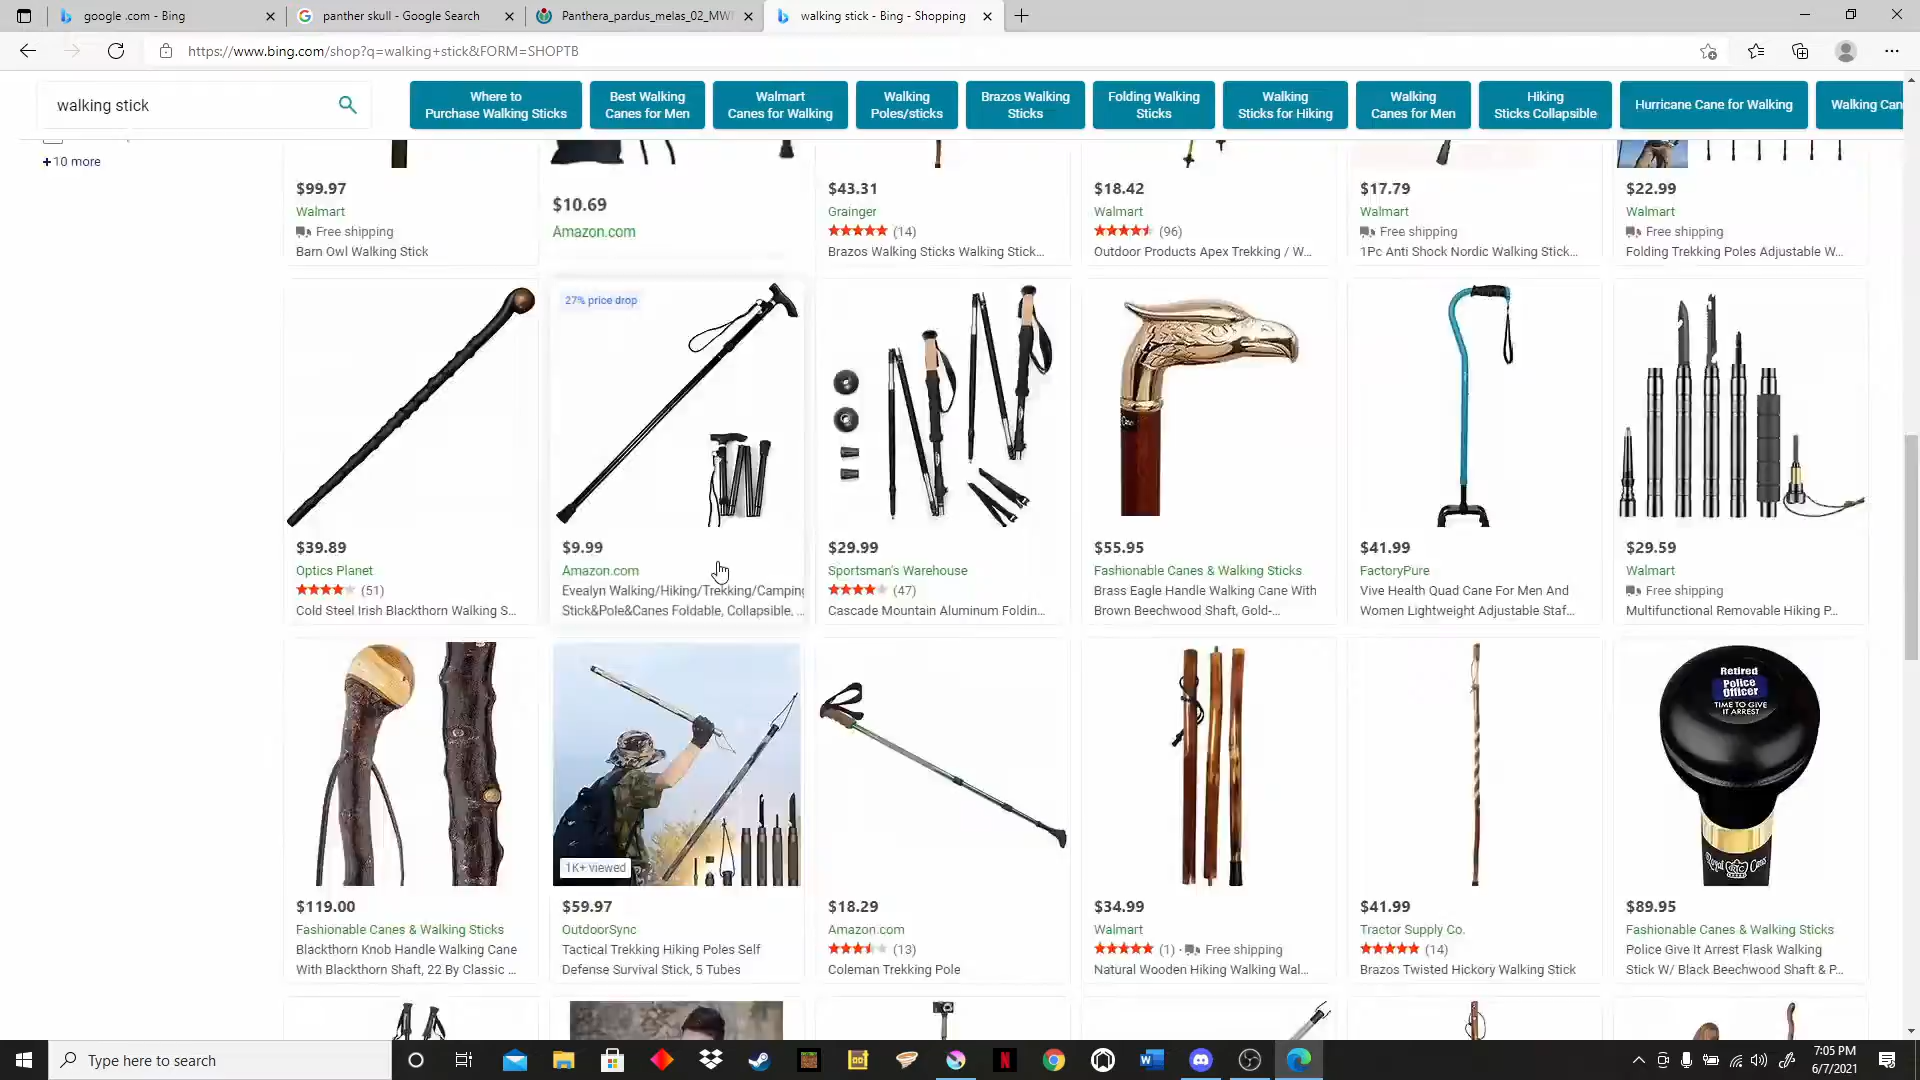 google .com - Bing
panther skull - Google Search
Panthera_pardus_melas_02_MW
walking stick - Bing - Shopping
https://www.bing.com/shop?q=walking+stick&FORM=SHOPTB
walking stick
Where to
Purchase Walking Sticks
Best Walking
Canes for Men
Walmart
Canes for Walking
Walking
Poles/sticks
Brazos Walking
Sticks
Folding Walking
Sticks
Walking
Sticks for Hiking
Walking
Canes for Men
Hiking
Sticks Collapsible
Hurricane Cane for Walking
Walking Can
+10 more
$99.97
Walmart
Free shipping
Barn Owl Walking Stick
$10.69
Amazon.com
$43.31
Grainger
(14)
Brazos Walking Sticks Walking Stick...
$18.42
Walmart
(96)
Outdoor Products Apex Trekking / W...
$17.79
Walmart
Free shipping
1Pc Anti Shock Nordic Walking Stick...
$22.99
Walmart
Free shipping
Folding Trekking Poles Adjustable W...
27% price drop
$39.89
Optics Planet
(51)
Cold Steel Irish Blackthorn Walking S...
$9.99
Amazon.com
Evealyn Walking/Hiking/Trekking/Camping
Stick&Pole&Canes Foldable, Collapsible, ...
$29.99
Sportsman's Warehouse
(47)
Cascade Mountain Aluminum Foldin...
$55.95
Fashionable Canes & Walking Sticks
Brass Eagle Handle Walking Cane With
Brown Beechwood Shaft, Gold-...
$41.99
FactoryPure
Vive Health Quad Cane For Men And
Women Lightweight Adjustable Staf...
$29.59
Walmart
Free shipping
Multifunctional Removable Hiking P...
1K+ viewed
Retired
Police
Officer
TIME TO GIVE
IT ARREST
Royal RC Canes
$119.00
Fashionable Canes & Walking Sticks
Blackthorn Knob Handle Walking Cane
With Blackthorn Shaft, 22 By Classic ...
$59.97
OutdoorSync
Tactical Trekking Hiking Poles Self
Defense Survival Stick, 5 Tubes
$18.29
Amazon.com
(13)
Coleman Trekking Pole
$34.99
Walmart
(1) · Free shipping
Natural Wooden Hiking Walking Wal...
$41.99
Tractor Supply Co.
(14)
Brazos Twisted Hickory Walking Stick
$89.95
Fashionable Canes & Walking Sticks
Police Give It Arrest Flask Walking
Stick W/ Black Beechwood Shaft & P...
Type here to search
7:05 PM
6/7/2021